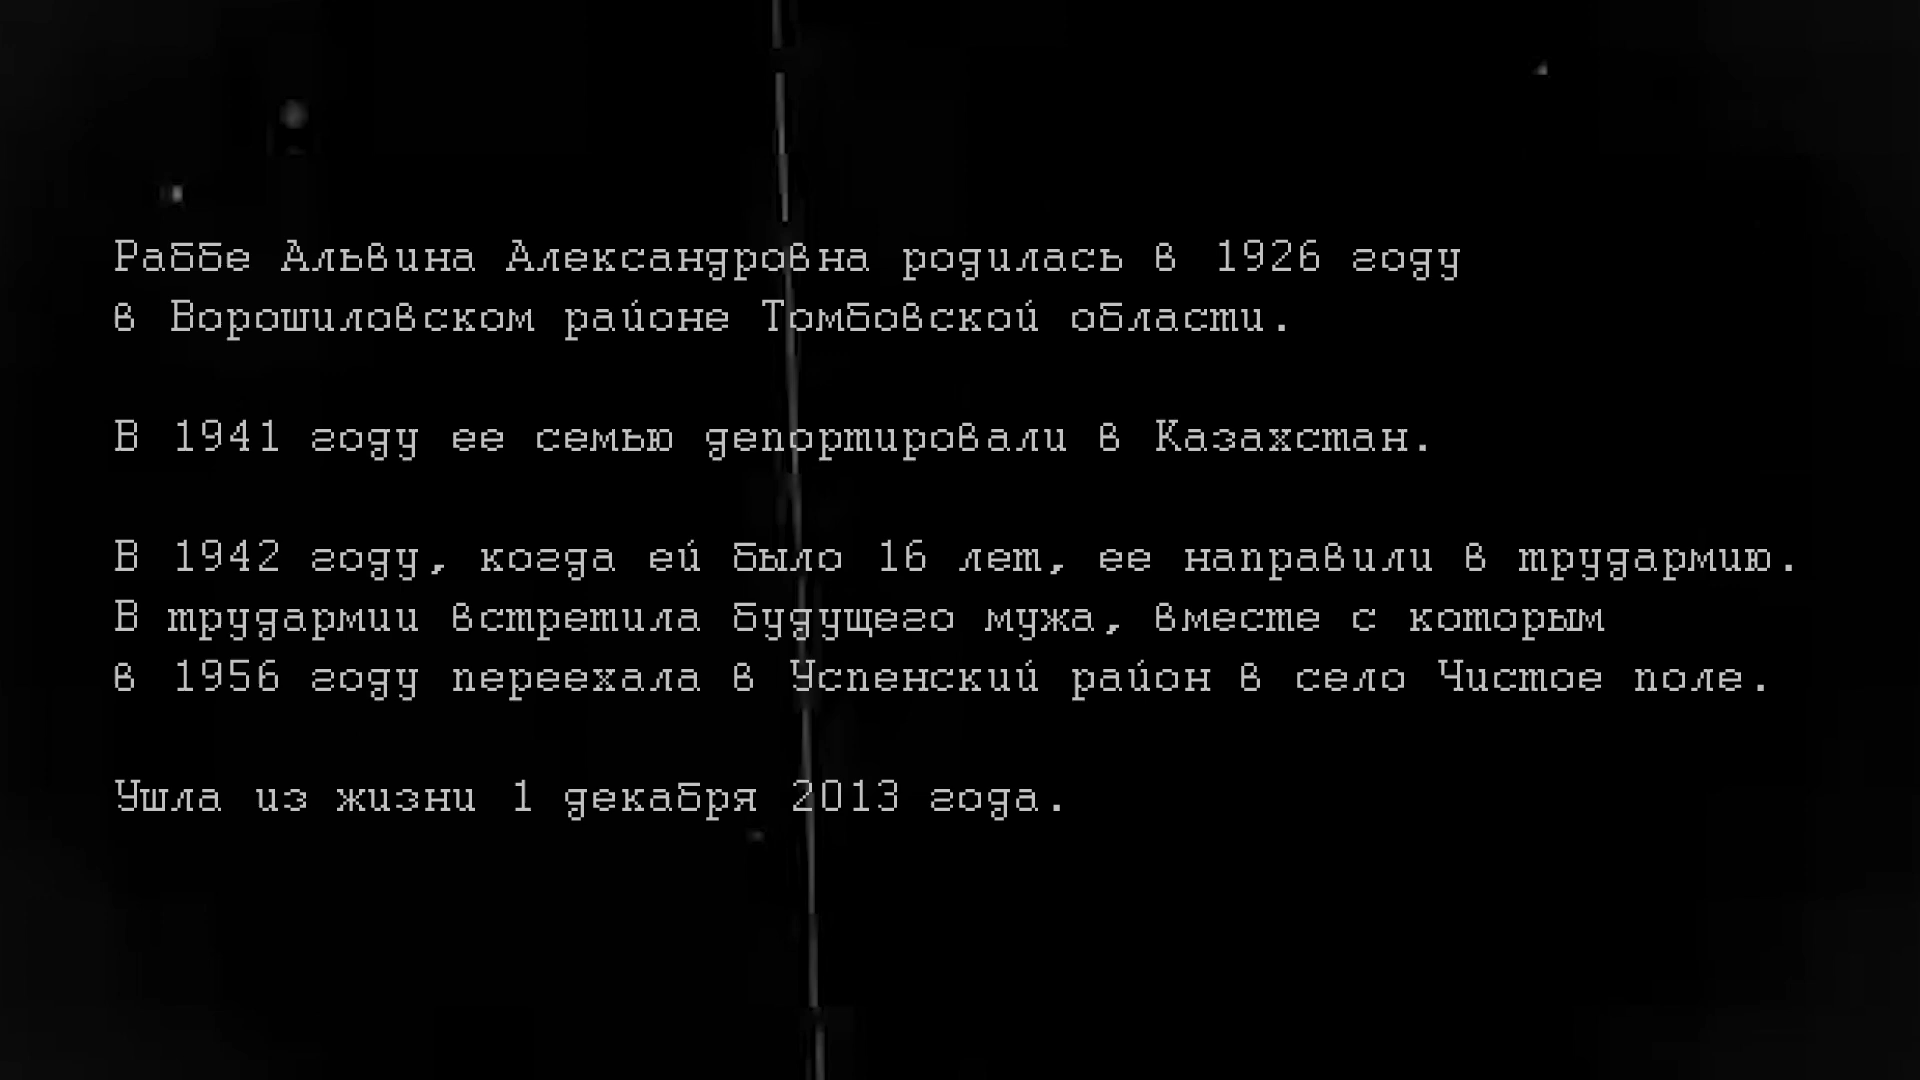 Раббе Альвина Александровна родилась в 1926 году
в Ворошиловском районе Томбовской области.
В 1941 году ее семью депортировали в Казахстан.
В 1942 году, когда ей было 16 лет, ее направили в трудармию.
В трудармии встретила будущего мужа, вместе с которым
в 1956 году переехала в Успенский район в село Чистое поле.
Ушла из жизни 1 декабря 2013 года.